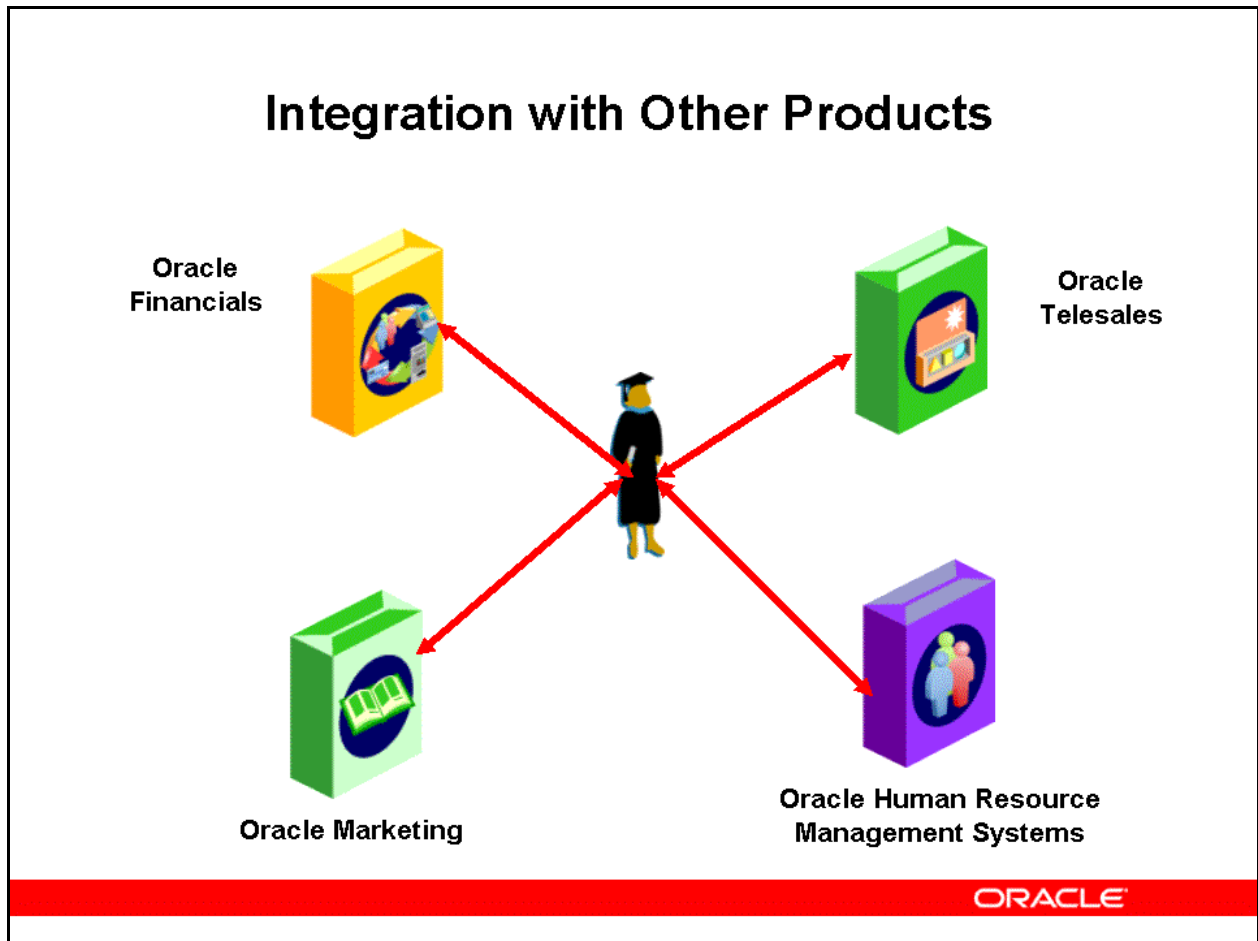 Integration with Other Products
Oracle
Financials
Oracle
Telesales
Oracle Marketing
Oracle Human Resource
Management Systems
ORACLE